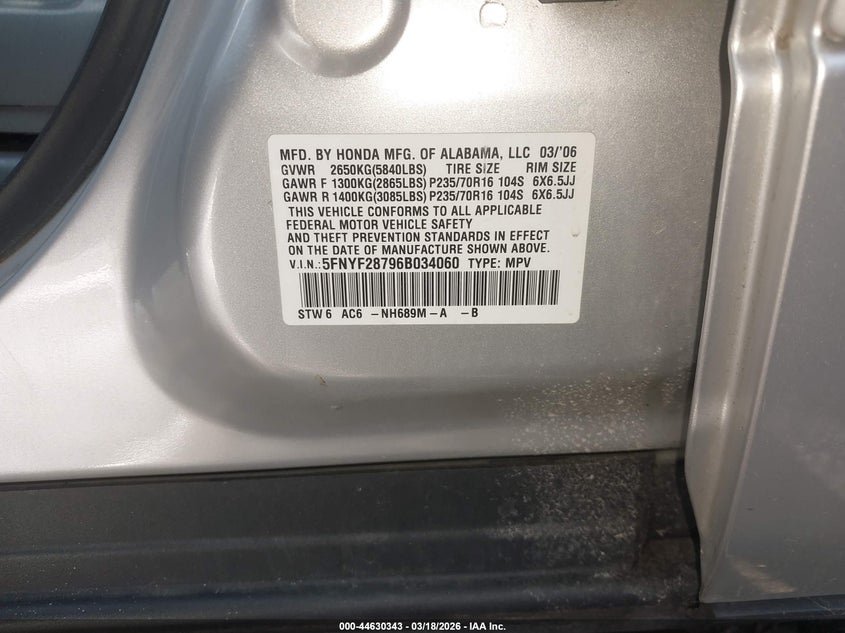 MFD. BY HONDA MFG. OF ALABAMA, LLC 03/'06
GVWR 2650KG(5840LBS) TIRE SIZE RIM SIZE
GAWR F 1300KG(2865LBS) P235/70R16 104S 6X6.5JJ
GAWR R 1400KG(3085LBS) P235/70R16 104S 6X6.5JJ
THIS VEHICLE CONFORMS TO ALL APPLICABLE
FEDERAL MOTOR VEHICLE SAFETY
AND THEFT PREVENTION STANDARDS IN EFFECT
ON THE DATE OF MANUFACTURE SHOWN ABOVE.
V.I.N.:5FNYF28796B034060 TYPE: MPV
STW6 AC6 -NH689M-A -B
000-44630343 - 03/18/2026 - IAA Inc.